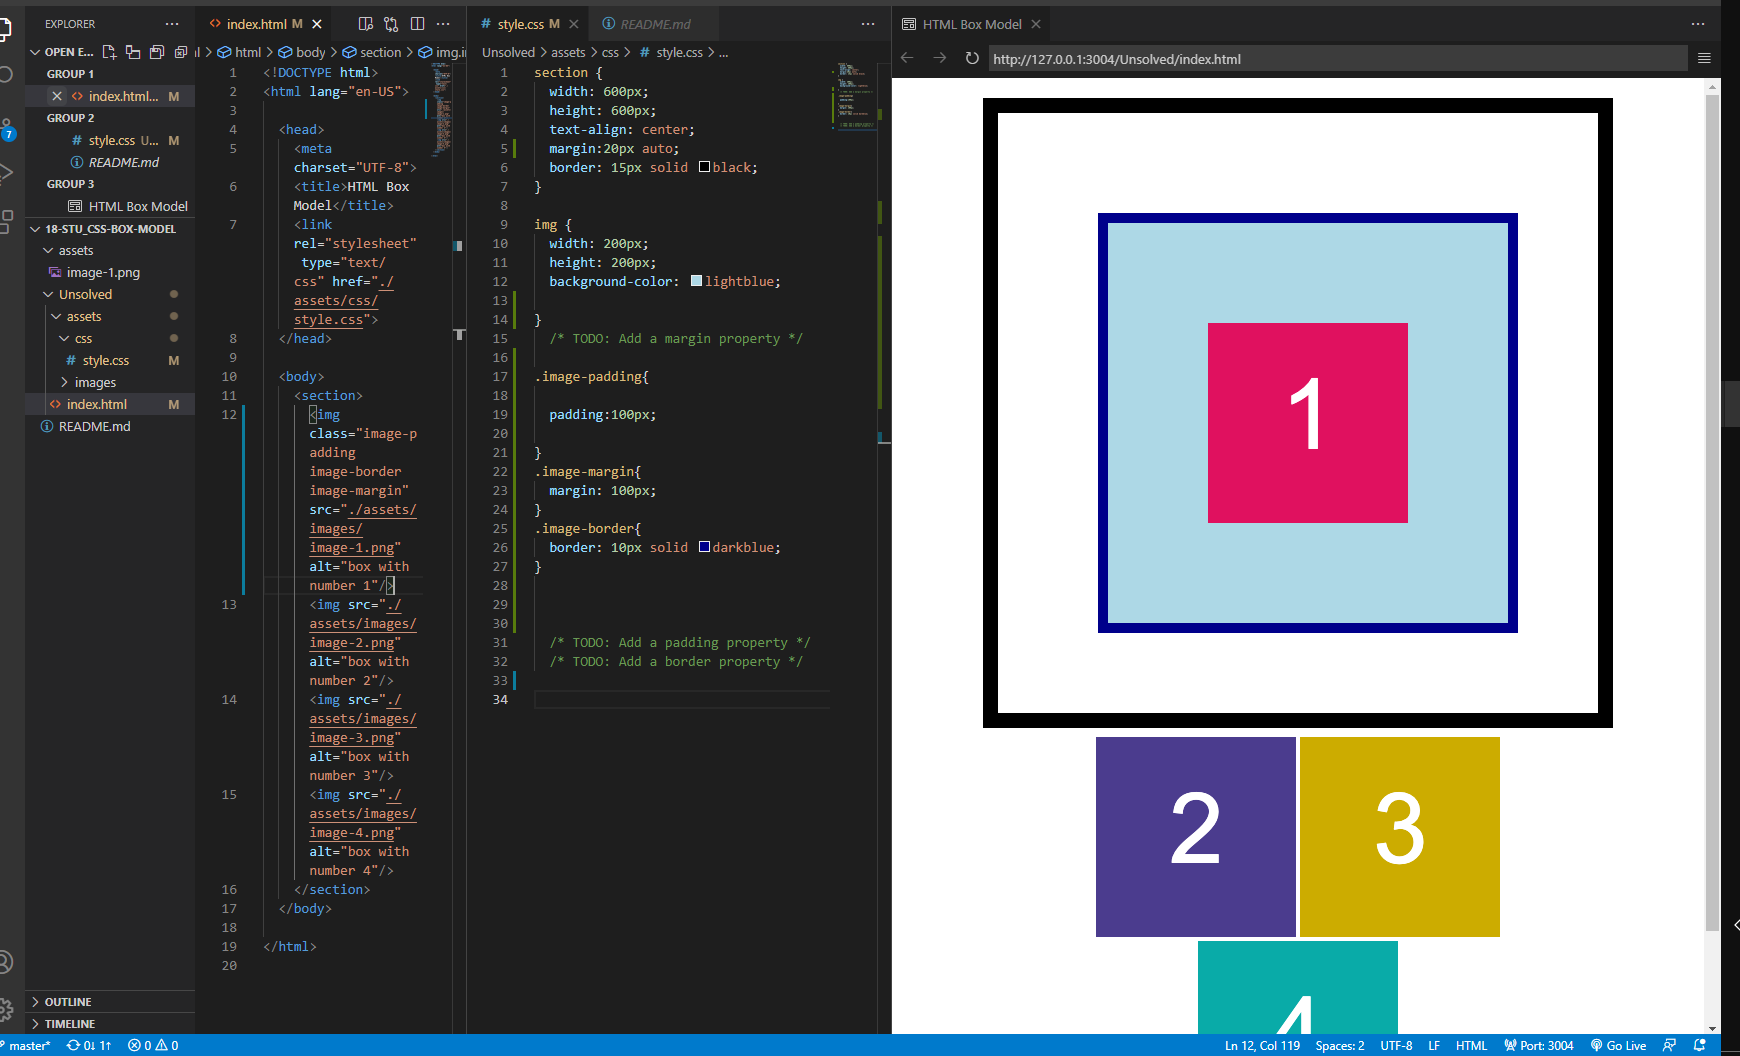 EXPLORER ···
OPEN E...
GROUP 1
index.html... M
GROUP 2
# style.css U... M
README.md
GROUP 3
HTML Box Model
18-STU_CSS-BOX-MODEL
assets
image-1.png
Unsolved
assets
css
# style.css M
images
<> index.html M
README.md
OUTLINE
TIMELINE
7
<> index.html M ×
···
l > html > body > section > img.i
1 <!DOCTYPE html>
2 <html lang="en-US">
3
4 <head>
5 <meta
charset="UTF-8">
6 <title>HTML Box
Model</title>
7 <link
rel="stylesheet"
type="text/
css" href="./
assets/css/
style.css">
8 </head>
9
10 <body>
11 <section>
12 <img
class="image-p
adding
image-border
image-margin"
src="./assets/
images/
image-1.png"
alt="box with
number 1"/>
13 <img src="./
assets/images/
image-2.png"
alt="box with
number 2"/>
14 <img src="./
assets/images/
image-3.png"
alt="box with
number 3"/>
15 <img src="./
assets/images/
image-4.png"
alt="box with
number 4"/>
16 </section>
17 </body>
18
19 </html>
20
# style.css M × README.md ···
Unsolved > assets > css > # style.css > ...
1 section {
2 width: 600px;
3 height: 600px;
4 text-align: center;
5 margin:20px auto;
6 border: 15px solid black;
7 }
8
9 img {
10 width: 200px;
11 height: 200px;
12 background-color: lightblue;
13
14 }
15 /* TODO: Add a margin property */
16
17 .image-padding{
18
19 padding:100px;
20
21 }
22 .image-margin{
23 margin: 100px;
24 }
25 .image-border{
26 border: 10px solid darkblue;
27 }
28
29
30
31 /* TODO: Add a padding property */
32 /* TODO: Add a border property */
33
34
HTML Box Model × ···
http://127.0.0.1:3004/Unsolved/index.html
1
2 3
4
master* 0↓ 1↑ 0 0 Ln 12, Col 119 Spaces: 2 UTF-8 LF HTML Port: 3004 Go Live